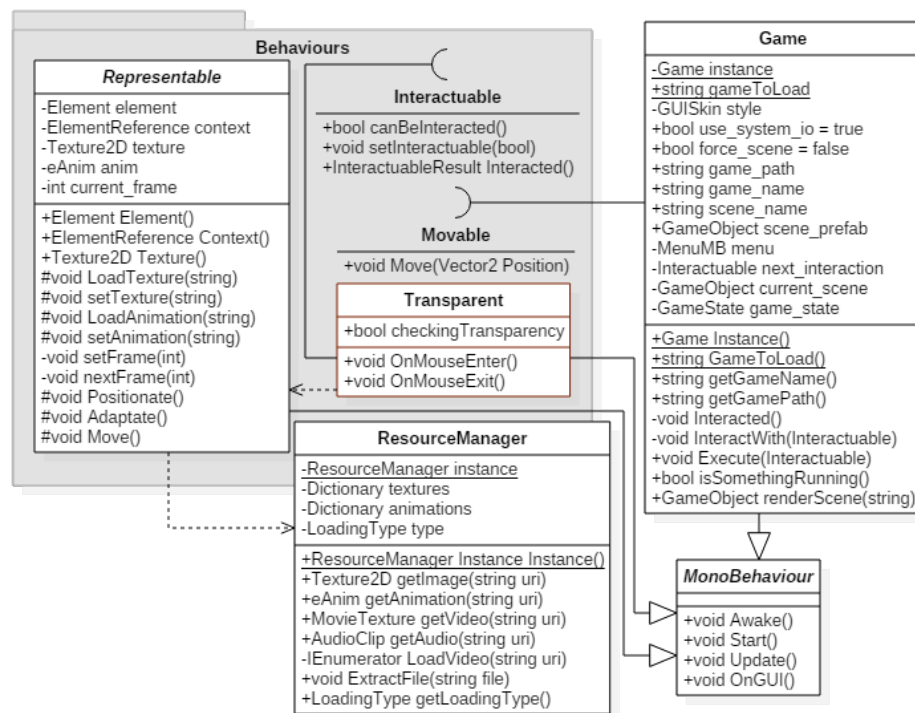 Behaviours
Representable
-Element element
-ElementReference context
-Texture2D texture
-eAnim anim
-int current_frame
+Element Element()
+ElementReference Context()
+Texture2D Texture()
#void LoadTexture(string)
#void setTexture(string)
#void LoadAnimation(string)
#void setAnimation(string)
-void setFrame(int)
-void nextFrame(int)
#void Positionate()
#void Adaptate()
#void Move()
Interactuable
+bool canBeInteracted()
+void setInteractuable(bool)
+InteractuableResult Interacted()
Movable
+void Move(Vector2 Position)
Transparent
+bool checkingTransparency
+void OnMouseEnter()
+void OnMouseExit()
ResourceManager
-ResourceManager instance
-Dictionary textures
-Dictionary animations
-LoadingType type
+ResourceManager Instance Instance()
+Texture2D getImage(string uri)
+eAnim getAnimation(string uri)
+MovieTexture getVideo(string uri)
+AudioClip getAudio(string uri)
-IEnumerator LoadVideo(string uri)
+void ExtractFile(string file)
+LoadingType getLoadingType()
Game
-Game instance
+string gameToLoad
-GUISkin style
+bool use_system_io = true
+bool force_scene = false
+string game_path
+string game_name
+string scene_name
+GameObject scene_prefab
-MenuMB menu
-Interactuable next_interaction
-GameObject current_scene
-GameState game_state
+Game Instance()
+string GameToLoad()
+string getGameName()
+string getGamePath()
-void Interacted()
-void InteractWith(Interactuable)
+void Execute(Interactuable)
+bool isSomethingRunning()
+GameObject renderScene(string)
MonoBehaviour
+void Awake()
+void Start()
+void Update()
+void OnGUI()